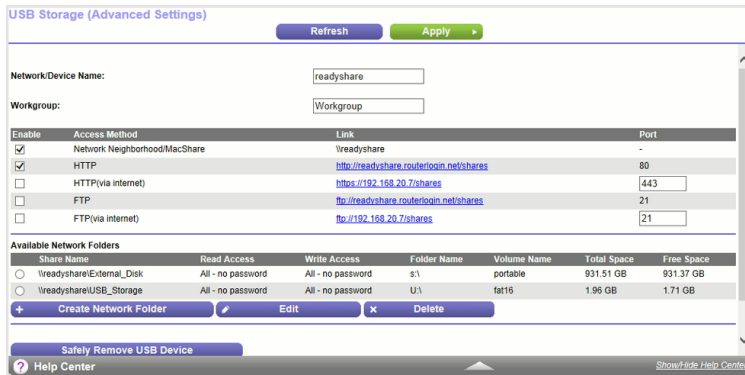 USB Storage (Advanced Settings)
Refresh Apply
Network/Device Name: readyshare
Workgroup: Workgroup
Enable Access Method Link Port
Network Neighborhood/MacShare \\readyshare -
HTTP http://readyshare.routerlogin.net/shares 80
HTTP(via internet) https://192.168.20.7/shares 443
FTP ftp://readyshare.routerlogin.net/shares 21
FTP(via internet) ftp://192.168.20.7/shares 21
Available Network Folders
Share Name Read Access Write Access Folder Name Volume Name Total Space Free Space
\\readyshare\External_Disk All - no password All - no password s:\ portable 931.51 GB 931.37 GB
\\readyshare\USB_Storage All - no password All - no password U:\ fat16 1.96 GB 1.71 GB
Create Network Folder Edit Delete
Safely Remove USB Device
Help Center Show/Hide Help Center